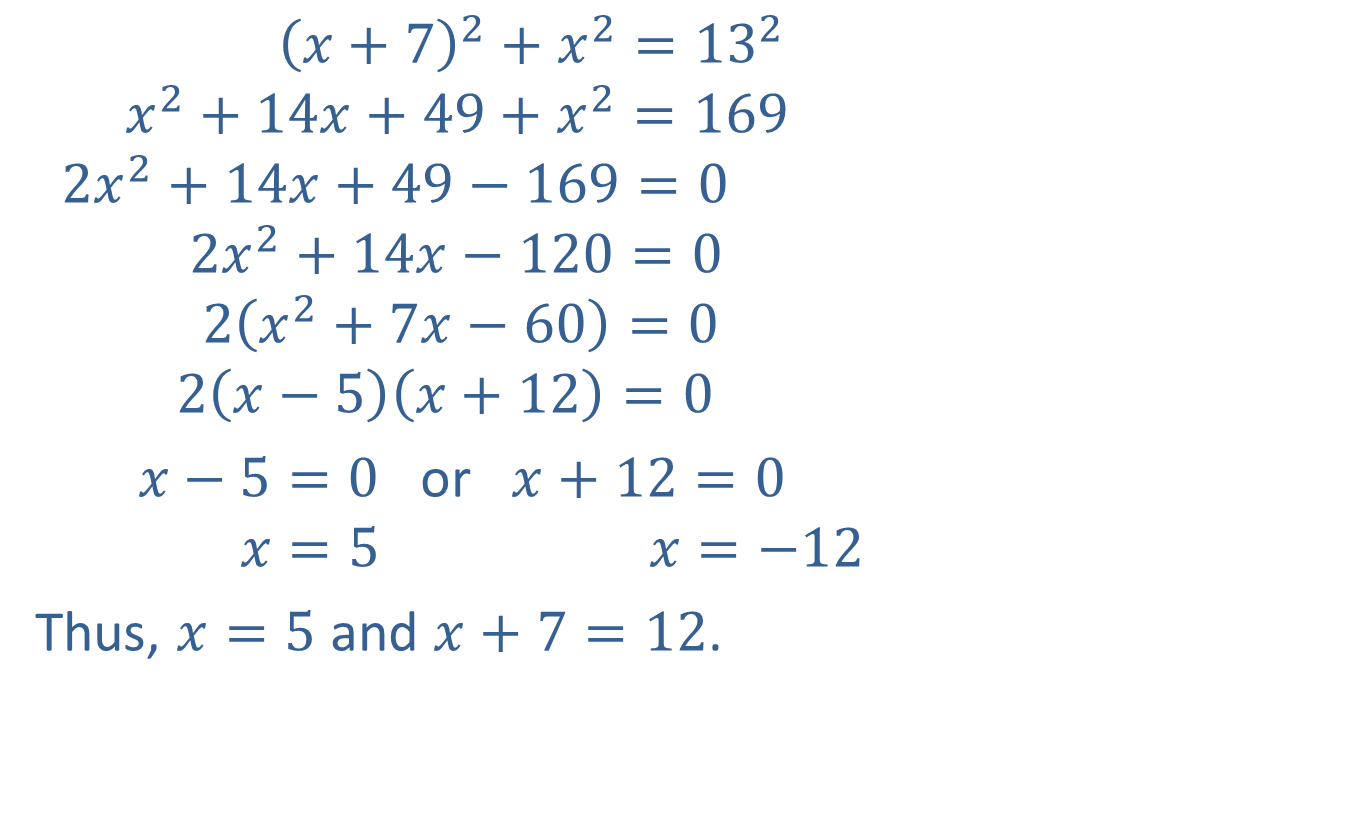 (x + 7)² + x² = 13²
x² + 14x + 49 + x² = 169
2x² + 14x + 49 − 169 = 0
2x² + 14x − 120 = 0
2(x² + 7x − 60) = 0
2(x − 5)(x + 12) = 0
x − 5 = 0 or x + 12 = 0
x = 5 x = −12
Thus, x = 5 and x + 7 = 12.